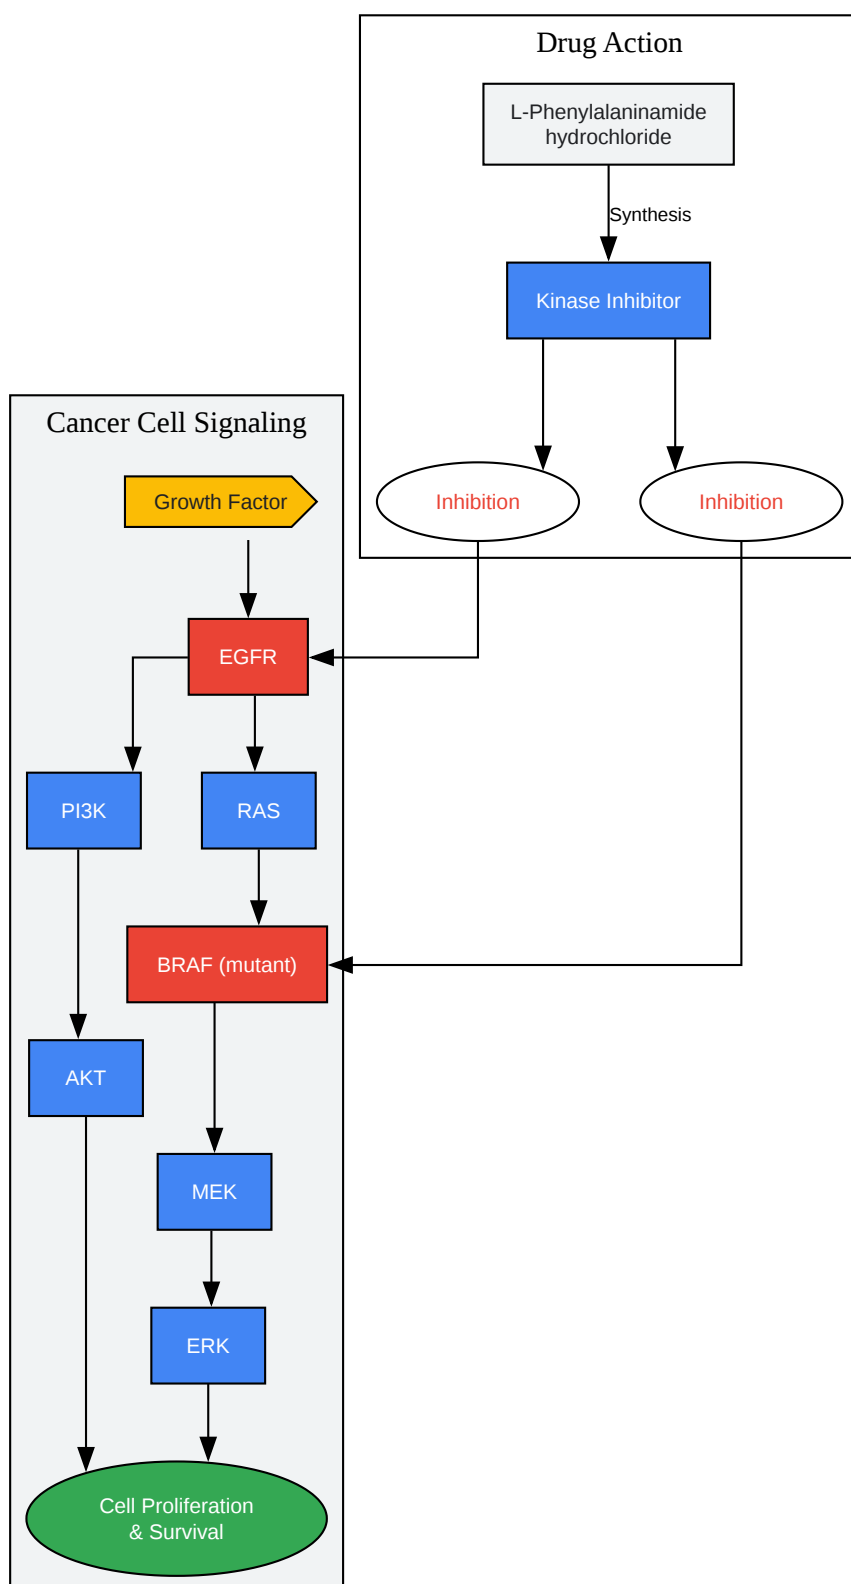 Drug Action
L-Phenylalaninamide
hydrochloride
Synthesis
Kinase Inhibitor
Inhibition
Inhibition
Cancer Cell Signaling
Growth Factor
EGFR
PI3K
RAS
BRAF (mutant)
AKT
MEK
ERK
Cell Proliferation
& Survival